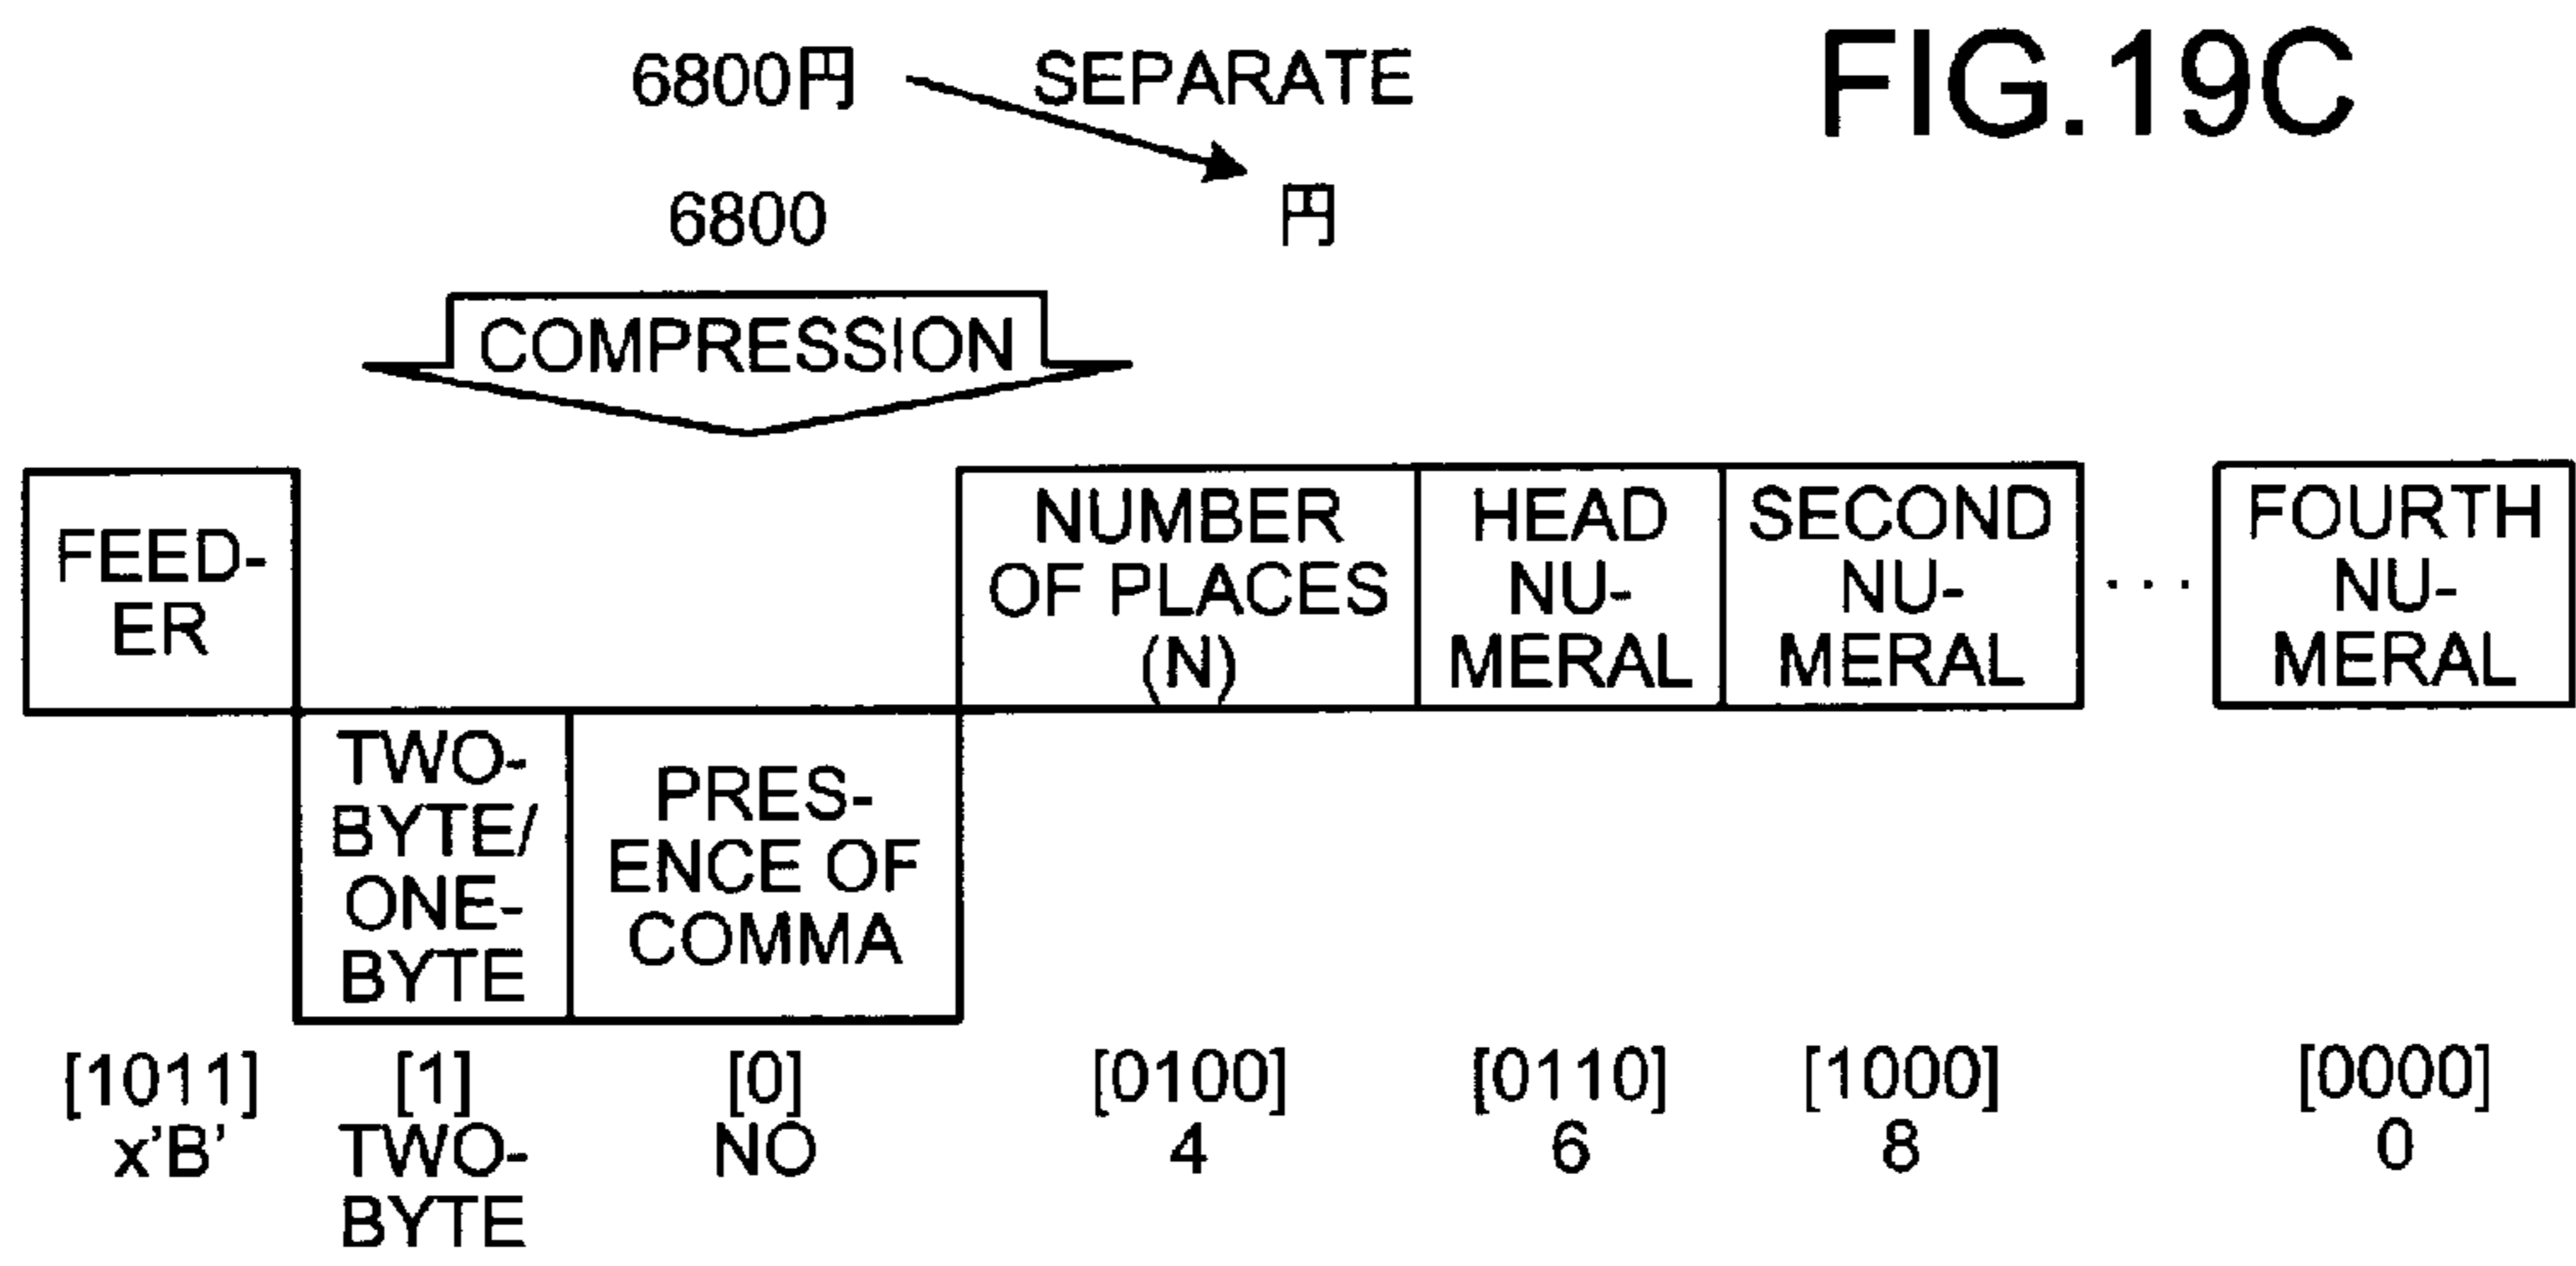 FIG.19C
6800円 SEPARATE
6800 円
COMPRESSION
FEED-
ER
TWO-
BYTE/
ONE-
BYTE
PRES-
ENCE OF
COMMA
NUMBER
OF PLACES
(N)
HEAD
NU-
MERAL
SECOND
NU-
MERAL
...
FOURTH
NU-
MERAL
[1011] [1] [0] [0100] [0110] [1000] [0000]
x'B' TWO- NO 4 6 8 0
BYTE